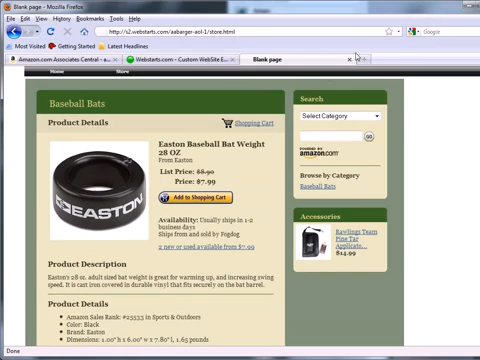 Blank page - Mozilla Firefox
File Edit View History Bookmarks Tools Help
http://s2.webstarts.com/aabarger-aol-1/store.html
Google
Most Visited Getting Started Latest Headlines
Amazon.com Associates Central - a...
Webstarts.com - Custom WebSite E...
Blank page
Home Store
Baseball Bats
Product Details
Shopping Cart
EASTON
Easton Baseball Bat Weight
28 OZ
From Easton
List Price: $8.90
Price: $7.99
Add to Shopping Cart
Availability: Usually ships in 1-2
business days
Ships from and sold by Fogdog
2 new or used available from $7.99
Product Description
Easton's 28 oz. adult sized bat weight is great for warming up, and increasing swing
speed. It is cast iron covered in durable vinyl that fits securely on the bat barrel.
Product Details
Amazon Sales Rank: #25533 in Sports & Outdoors
Color: Black
Brand: Easton
Dimensions: 1.00" h x 6.00" w x 7.80" l, 1.65 pounds
Search
Select Category
GO
POWERED BY
amazon.com
Browse by Category
Baseball Bats
Accessories
Rawlings Team
Pine Tar
Applicato...
$14.99
Done